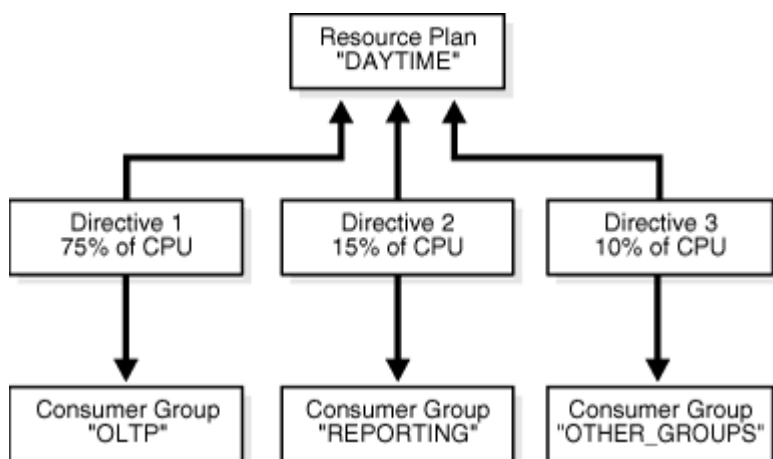 Resource Plan
"DAYTIME"
Directive 1
75% of CPU
Directive 2
15% of CPU
Directive 3
10% of CPU
Consumer Group
"OLTP"
Consumer Group
"REPORTING"
Consumer Group
"OTHER_GROUPS"